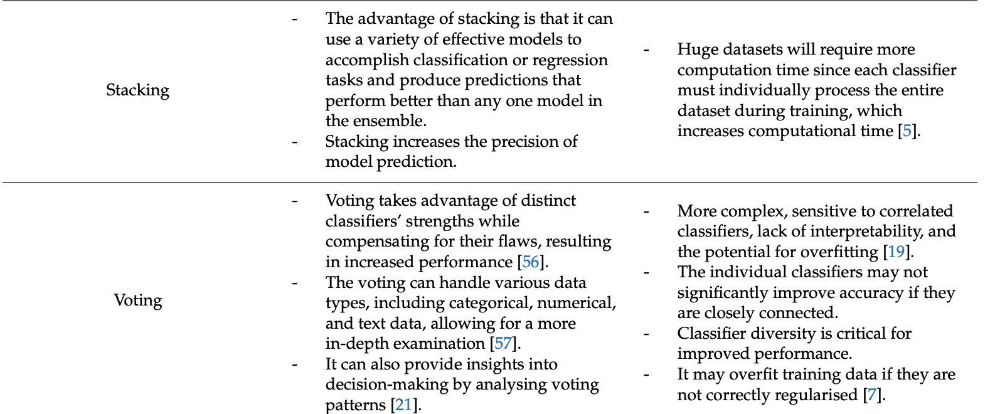 Stacking
- The advantage of stacking is that it can
use a variety of effective models to
accomplish classification or regression
tasks and produce predictions that
perform better than any one model in
the ensemble.
- Stacking increases the precision of
model prediction.
- Huge datasets will require more
computation time since each classifier
must individually process the entire
dataset during training, which
increases computational time [5].
Voting
- Voting takes advantage of distinct
classifiers’ strengths while
compensating for their flaws, resulting
in increased performance [56].
- The voting can handle various data
types, including categorical, numerical,
and text data, allowing for a more
in-depth examination [57].
- It can also provide insights into
decision-making by analysing voting
patterns [21].
- More complex, sensitive to correlated
classifiers, lack of interpretability, and
the potential for overfitting [19].
- The individual classifiers may not
significantly improve accuracy if they
are closely connected.
- Classifier diversity is critical for
improved performance.
- It may overfit training data if they are
not correctly regularised [7].